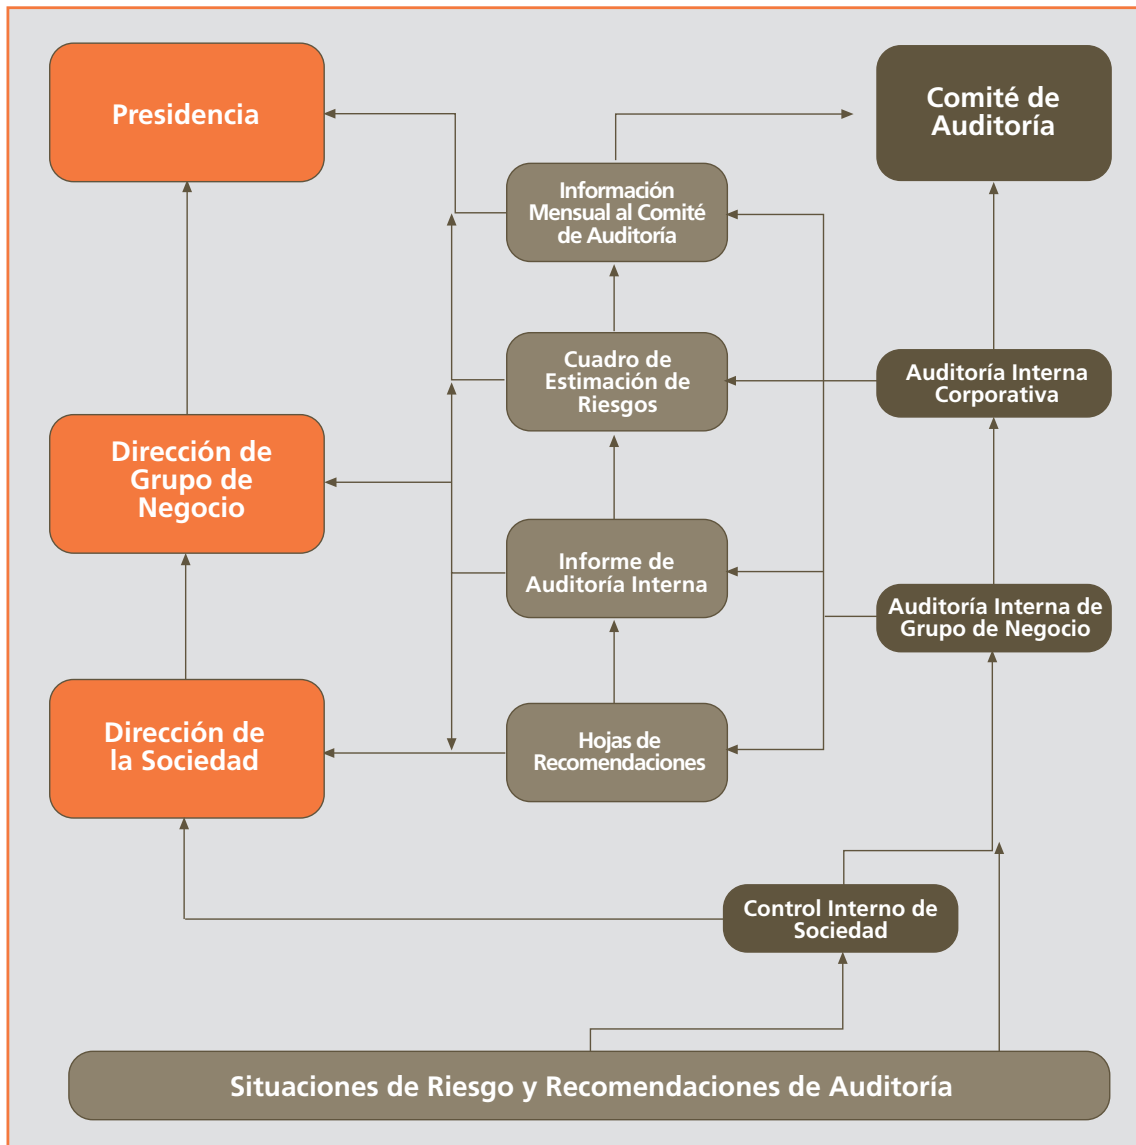 Presidencia
Comité de
Auditoría
Información
Mensual al Comité
de Auditoría
Cuadro de
Estimación de
Riesgos
Auditoría Interna
Corporativa
Dirección de
Grupo de
Negocio
Informe de
Auditoría Interna
Auditoría Interna de
Grupo de Negocio
Dirección de
la Sociedad
Hojas de
Recomendaciones
Control Interno de
Sociedad
Situaciones de Riesgo y Recomendaciones de Auditoría